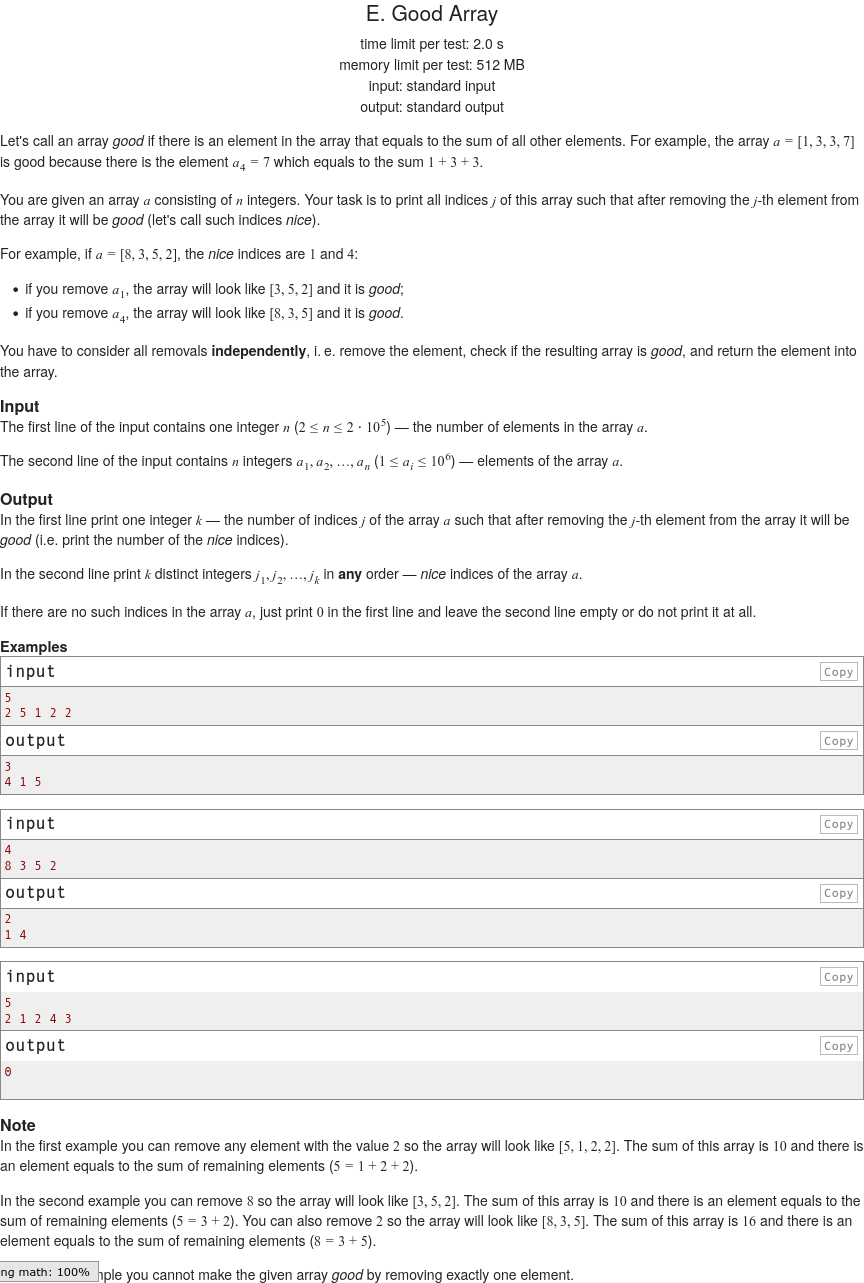 E. Good Array
time limit per test: 2.0 s
memory limit per test: 512 MB
input: standard input
output: standard output
Let's call an array good if there is an element in the array that equals to the sum of all other elements. For example, the array a = [1, 3, 3, 7]
is good because there is the element a₄ = 7 which equals to the sum 1 + 3 + 3.
You are given an array a consisting of n integers. Your task is to print all indices j of this array such that after removing the j-th element from
the array it will be good (let's call such indices nice).
For example, if a = [8, 3, 5, 2], the nice indices are 1 and 4:
• if you remove a₁, the array will look like [3, 5, 2] and it is good;
• if you remove a₄, the array will look like [8, 3, 5] and it is good.
You have to consider all removals independently, i. e. remove the element, check if the resulting array is good, and return the element into
the array.
Input
The first line of the input contains one integer n (2 ≤ n ≤ 2 · 10⁵) — the number of elements in the array a.
The second line of the input contains n integers a₁, a₂, …, aₙ (1 ≤ aᵢ ≤ 10⁶) — elements of the array a.
Output
In the first line print one integer k — the number of indices j of the array a such that after removing the j-th element from the array it will be
good (i.e. print the number of the nice indices).
In the second line print k distinct integers j₁, j₂, …, jₖ in any order — nice indices of the array a.
If there are no such indices in the array a, just print 0 in the first line and leave the second line empty or do not print it at all.
Examples
input Copy
5
2 5 1 2 2
output Copy
3
4 1 5
input Copy
4
8 3 5 2
output Copy
2
1 4
input Copy
5
2 1 2 4 3
output Copy
0
Note
In the first example you can remove any element with the value 2 so the array will look like [5, 1, 2, 2]. The sum of this array is 10 and there is
an element equals to the sum of remaining elements (5 = 1 + 2 + 2).
In the second example you can remove 8 so the array will look like [3, 5, 2]. The sum of this array is 10 and there is an element equals to the
sum of remaining elements (5 = 3 + 2). You can also remove 2 so the array will look like [8, 3, 5]. The sum of this array is 16 and there is an
element equals to the sum of remaining elements (8 = 3 + 5).
ng math: 100% mple you cannot make the given array good by removing exactly one element.